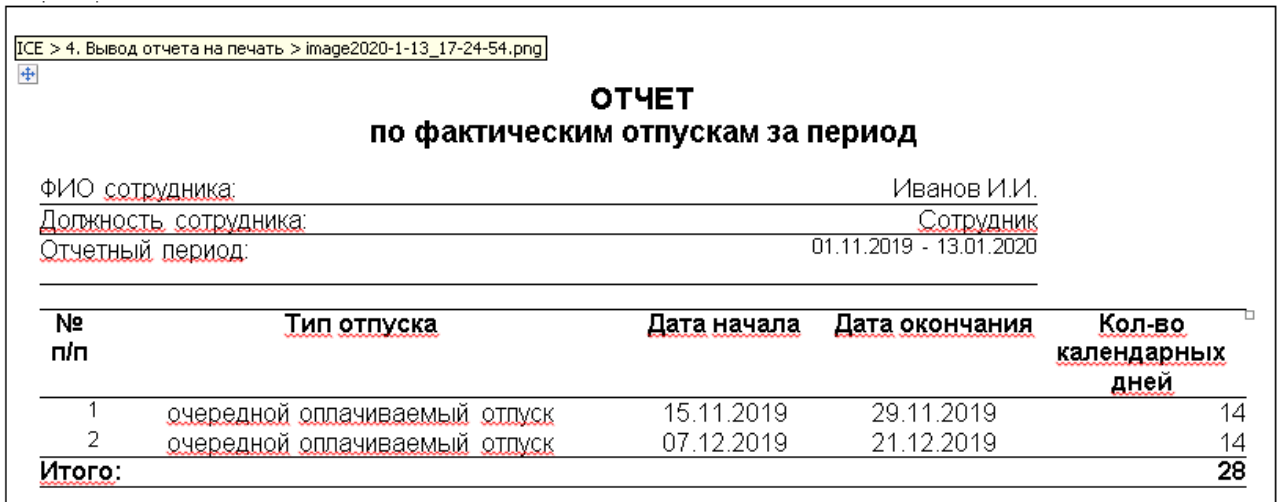 ICE > 4. Вывод отчета на печать > image2020-1-13_17-24-54.png
ОТЧЕТ
по фактическим отпускам за период
ФИО сотрудника: Иванов И.И.
Должность сотрудника: Сотрудник
Отчетный период: 01.11.2019 - 13.01.2020
№ Тип отпуска Дата начала Дата окончания Кол-во
п/п календарных
дней
1 очередной оплачиваемый отпуск 15.11.2019 29.11.2019 14
2 очередной оплачиваемый отпуск 07.12.2019 21.12.2019 14
Итого: 28